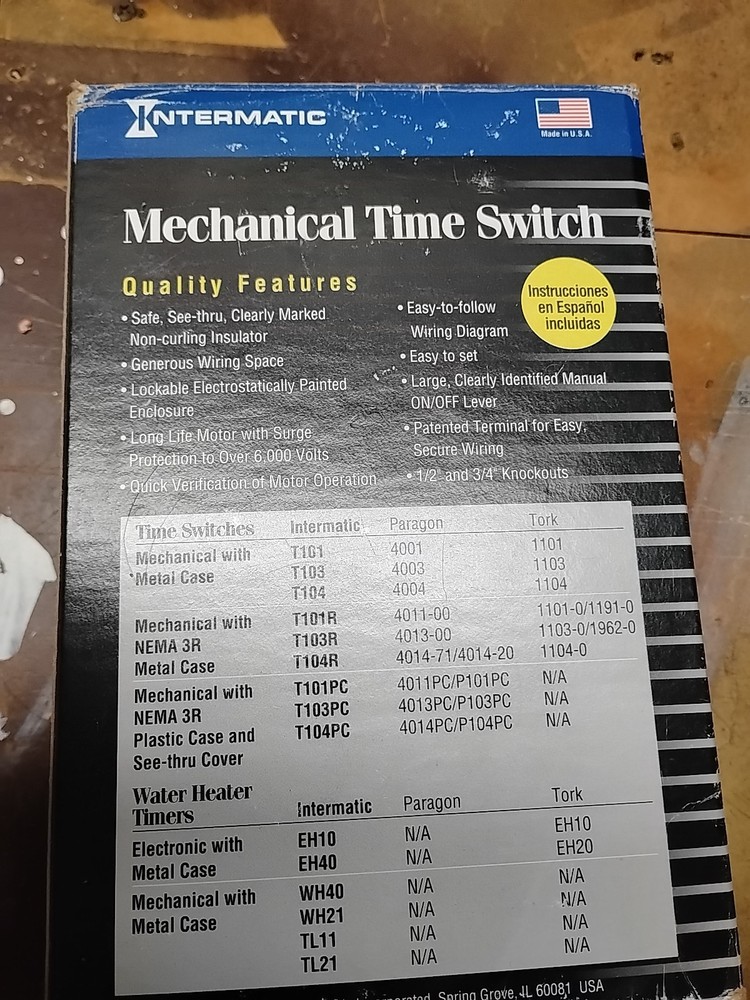 INTERMATIC
Made in U.S.A.
Mechanical Time Switch
Quality Features
• Safe, See-thru, Clearly Marked
Non-curling Insulator
• Generous Wiring Space
• Lockable Electrostatically Painted
Enclosure
• Long Life Motor with Surge
Protection to Over 6,000 Volts
• Quick Verification of Motor Operation
• Easy-to-follow
Wiring Diagram
• Easy to set
• Large, Clearly Identified Manual
ON/OFF Lever
• Patented Terminal for Easy,
Secure Wiring
• 1/2" and 3/4" Knockouts
Instrucciones
en Español
incluidas
Time Switches Intermatic Paragon Tork
Mechanical with T101 4001 1101
Metal Case T103 4003 1103
T104 4004 1104
Mechanical with T101R 4011-00 1101-0/1191-0
NEMA 3R T103R 4013-00 1103-0/1962-0
Metal Case T104R 4014-71/4014-20 1104-0
Mechanical with T101PC 4011PC/P101PC N/A
NEMA 3R T103PC 4013PC/P103PC N/A
Plastic Case and T104PC 4014PC/P104PC N/A
See-thru Cover
Water Heater
Timers Intermatic Paragon Tork
Electronic with EH10 N/A EH10
Metal Case EH40 N/A EH20
Mechanical with WH40 N/A N/A
Metal Case WH21 N/A N/A
TL11 N/A N/A
TL21 N/A N/A
Spring Grove, IL 60081 USA